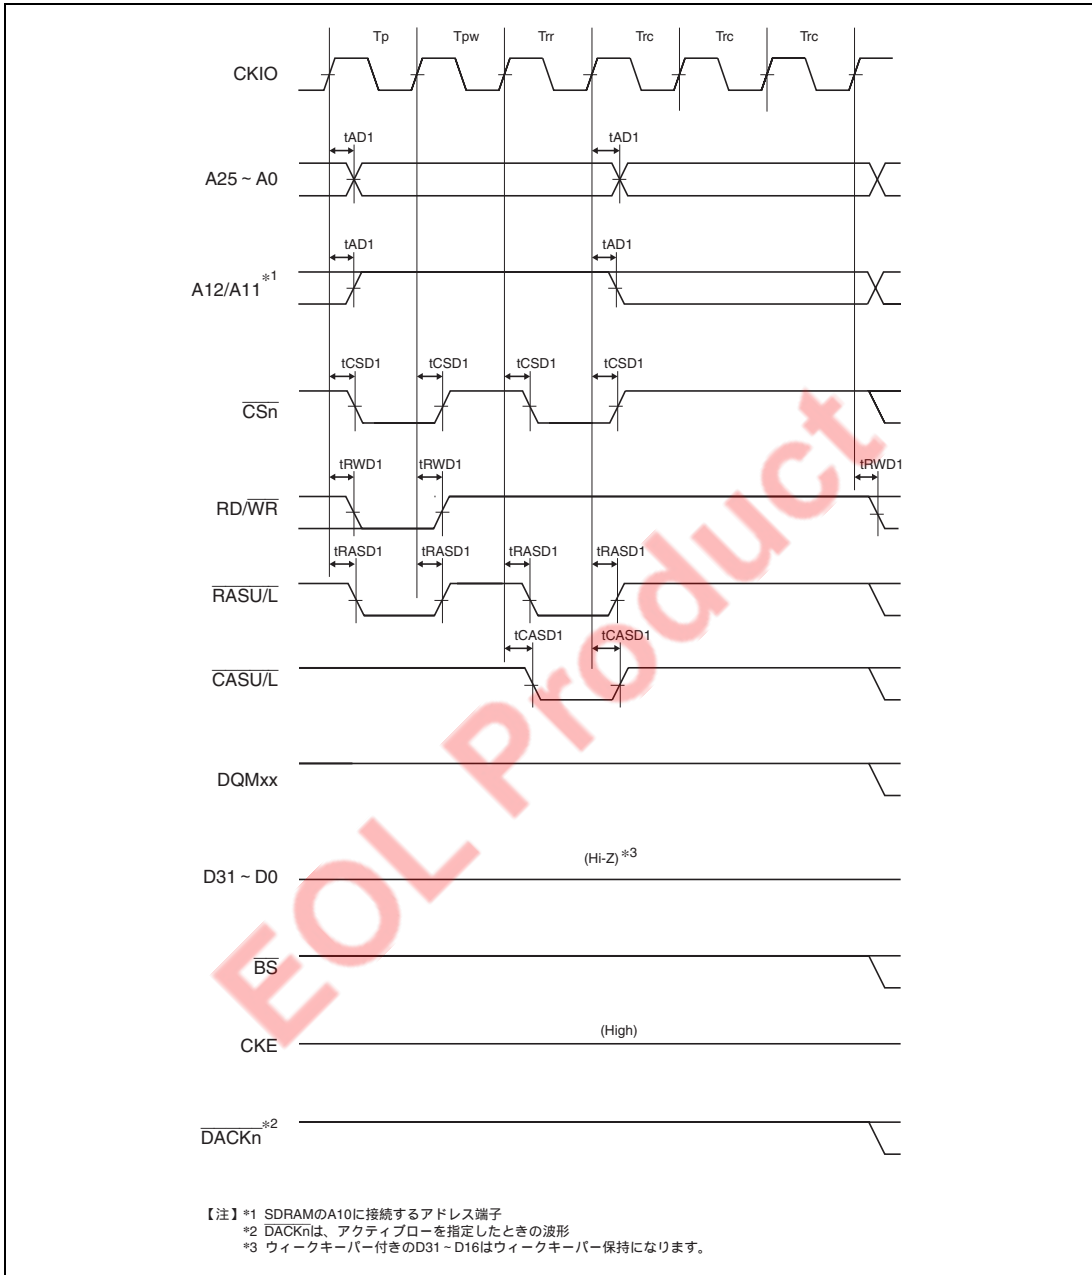 Tp Tpw Trr Trc Trc Trc
CKIO
tAD1 tAD1
A25 ~ A0
tAD1 tAD1
A12/A11 *1
tCSD1 tCSD1 tCSD1 tCSD1
CSn
tRWD1 tRWD1 tRWD1
RD/WR
tRASD1 tRASD1 tRASD1 tRASD1
RASU/L
tCASD1 tCASD1
CASU/L
DQMxx
(Hi-Z) *3
D31 ~ D0
BS
(High)
CKE
DACKn *2
EOL Product
【注】 *1 SDRAMのA10に接続するアドレス端子
*2 DACKnは、アクティブローを指定したときの波形
*3 ウィークキーパー付きのD31 ~ D16はウィークキーパー保持になります。